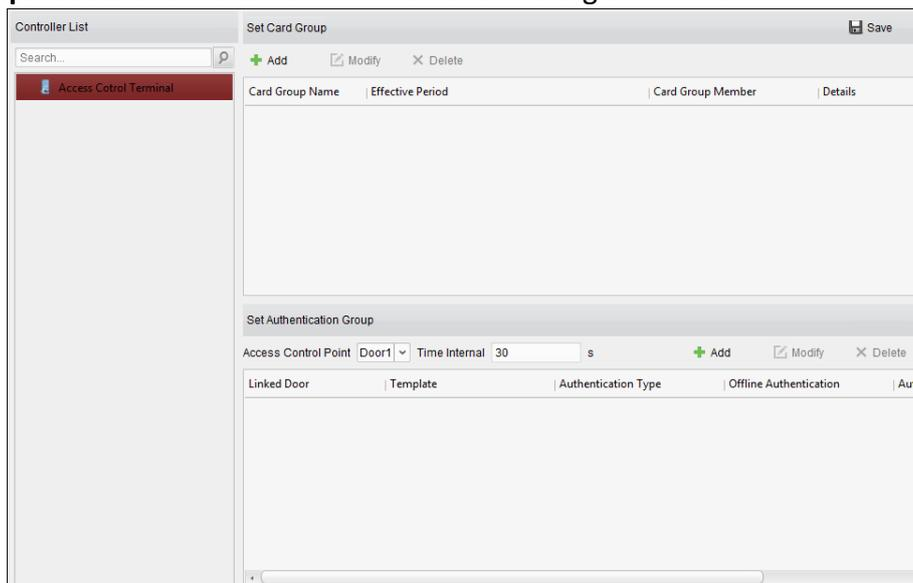 Controller List
Search...
Access Cotrol Terminal
Set Card Group
Save
Add Modify Delete
Card Group Name Effective Period Card Group Member Details
Set Authentication Group
Access Control Point Door1 Time Internal 30 s Add Modify Delete
Linked Door Template Authentication Type Offline Authentication Au